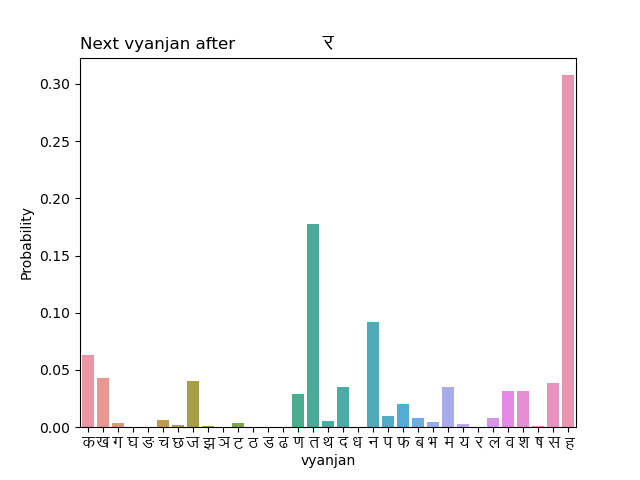 Next vyanjan after र
0.30
0.25
0.20
0.15
0.10
0.05
0.00
Probability
क ख ग घ ङ च छ ज झ ञ ट ठ ड ढ ण त थ द ध न प फ ब भ म य र ल व श ष स ह
vyanjan